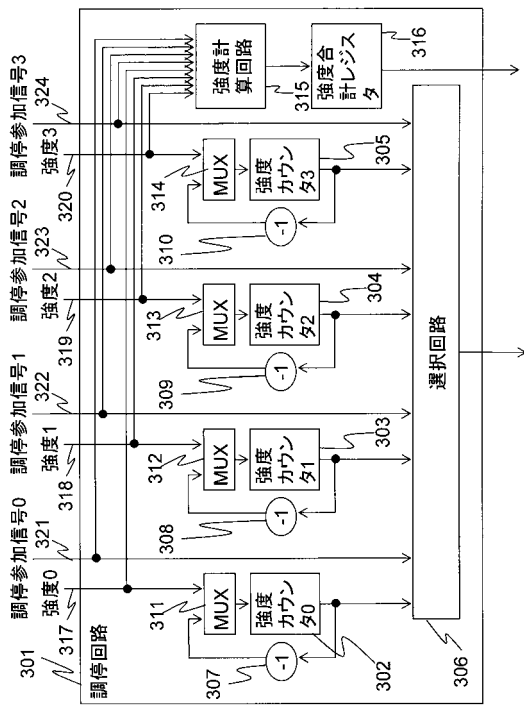 301
調停回路
317
強度0
調停参加信号0
321
318
強度1
調停参加信号1
322
319
強度2
調停参加信号2
323
320
強度3
調停参加信号3
324
307
-1
311
MUX
強度
カウン
タ0
302
308
-1
312
MUX
強度
カウン
タ1
303
309
-1
313
MUX
強度
カウン
タ2
304
310
-1
314
MUX
強度
カウン
タ3
305
強度計
算回路
315
強度合
計レジス
タ
316
306
選択回路